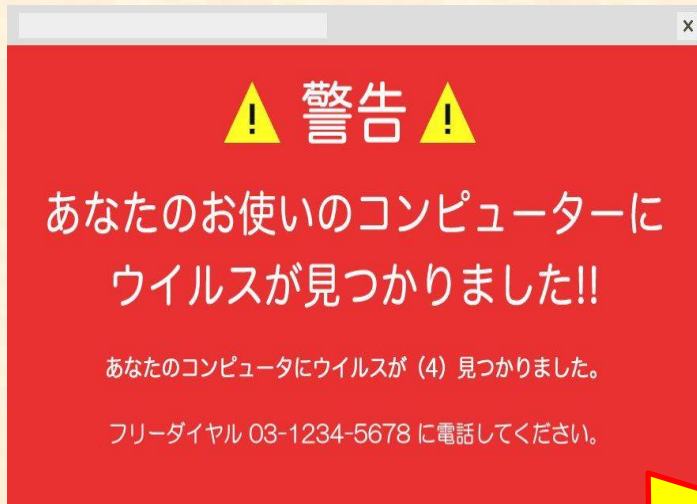 警告
あなたのお使いのコンピューターに
ウイルスが見つかりました!!
あなたのコンピュータにウイルスが（4）見つかりました。
フリーダイヤル 03-1234-5678 に電話してください。